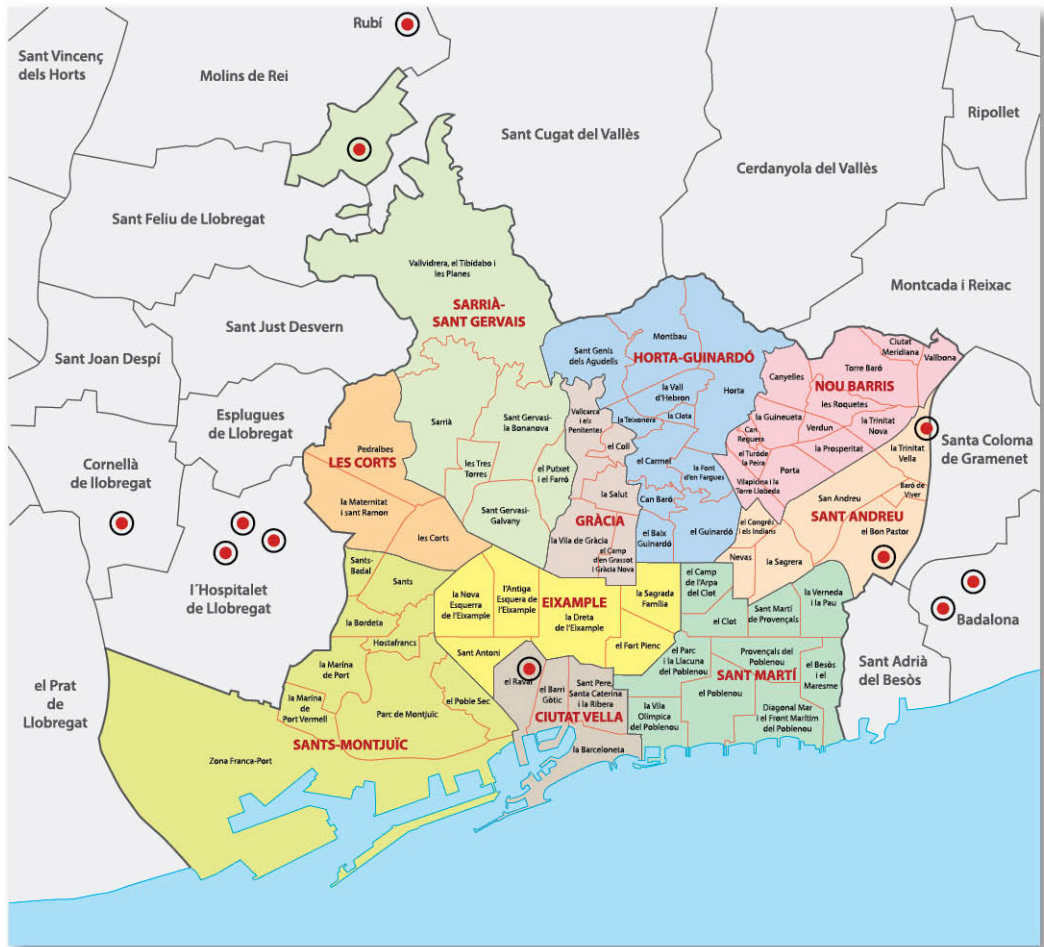 Rubí
Sant Vincenç
dels Horts
Molins de Rei
Ripollet
Sant Cugat del Vallès
Cerdanyola del Vallès
Sant Feliu de Llobregat
Vallvidrera, el Tibidabo i
les Planes
Montcada i Reixac
SARRIÀ-
SANT GERVAIS
Sant Just Desvern
Sant Joan Despí
Montbau
Sant Genís
dels Agudells
HORTA-GUINARDÓ
Ciutat
Meridiana
Vallbona
Torre Baró
Canyelles
NOU BARRIS
la Vall
d'Hebron
Horta
les Roquetes
Esplugues
de Llobregat
Sarrià
Sant Gervasi-
la Bonanova
Vallcarca
i els
Penitentes
la Teixonera
la Clota
la Guineueta
Verdun
la Trinitat
Nova
Can
Reguera
la Prosperitat
Santa Coloma
de Gramenet
Pedralbes
LES CORTS
el Coll
el Carmel
la Font
d'en Fargues
el Turóde
la Peira
la Trinitat
Vella
Cornellà
de llobregat
les Tres
Torres
el Putxet
i el Farró
Porta
Vilapicina i la
Torre Llobeda
Baró de
Viver
la Maternitat
i sant Ramon
la Salut
Can Baró
San Andreu
SANT ANDREU
Sant Gervasi-
Galvany
GRÀCIA
el Baix
Guinardó
el Guinardó
el Congrés
i els indians
el Bon Pastor
les Corts
la Vila de Gràcia
el Camp
d'en Grassot
i Gràcia Nova
Nevas
la Sagrera
Sants-
Badal
Sants
l´Hospitalet
de Llobregat
la Nova
Esquerra
de l'Eixample
l'Antiga
Esquera de
l'Eixample
EIXAMPLE
la Sagrada
Família
el Camp
de l'Arpa
del Clot
la Verneda
i la Pau
la Bordeta
la Dreta
de l'Eixample
el Clot
Sant Martí
de Provençals
Badalona
Hostafrancs
Sant Antoni
el Fort Pienc
el Parc
i la Llacuna
del Poblenou
Provençals del
Poblenou
SANT MARTÍ
el Besòs
i el
Maresme
Sant Adrià
del Besòs
la Marina
de Port
el Raval
el Barri
Gòtic
Sant Pere,
Santa Caterina
i la Ribera
el Poblenou
el Prat
de
Llobregat
la Marina de
Port Vermell
Parc de Montjuïc
el Poble Sec
CIUTAT VELLA
la Vila
Olímpica
del Poblenou
Diagonal Mar
i el Front Marítim
del Poblenou
SANTS-MONTJUÏC
la Barceloneta
Zona Franca-Port